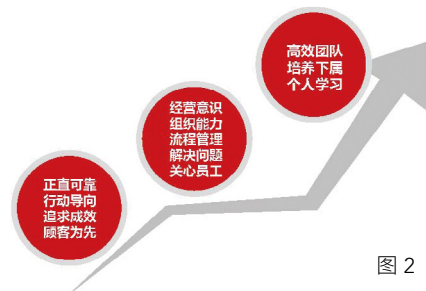 高效团队
培养下属
个人学习
经营意识
组织能力
流程管理
解决问题
关心员工
正直可靠
行动导向
追求成效
顾客为先
图 2